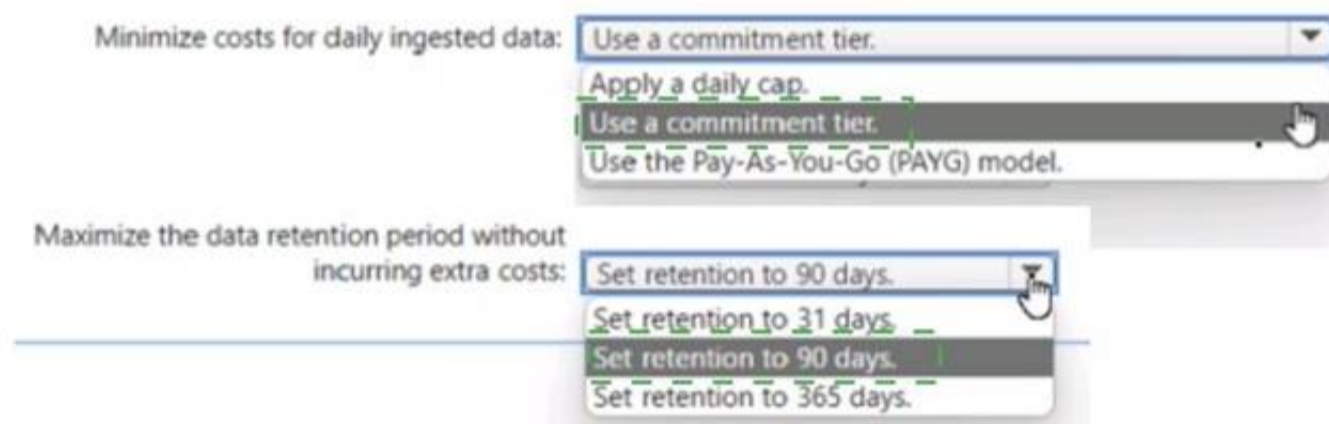 Minimize costs for daily ingested data: Use a commitment tier.
Apply a daily cap.
Use a commitment tier.
Use the Pay-As-You-Go (PAYG) model.
Maximize the data retention period without
incurring extra costs: Set retention to 90 days.
Set retention to 31 days.
Set retention to 90 days.
Set retention to 365 days.